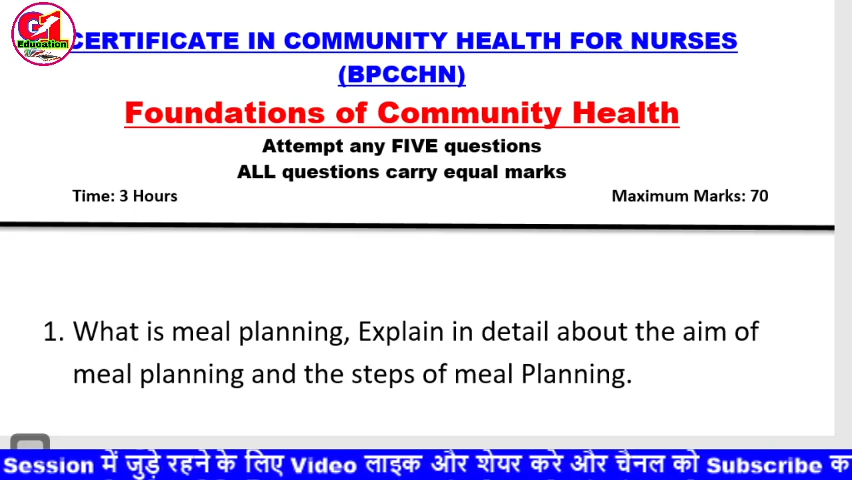 G1
Education
CERTIFICATE IN COMMUNITY HEALTH FOR NURSES
(BPCCHN)
Foundations of Community Health
Attempt any FIVE questions
ALL questions carry equal marks
Time: 3 Hours Maximum Marks: 70
1. What is meal planning, Explain in detail about the aim of
meal planning and the steps of meal Planning.
Session में जुड़े रहने के लिए Video लाइक और शेयर करे और चैनल को Subscribe क